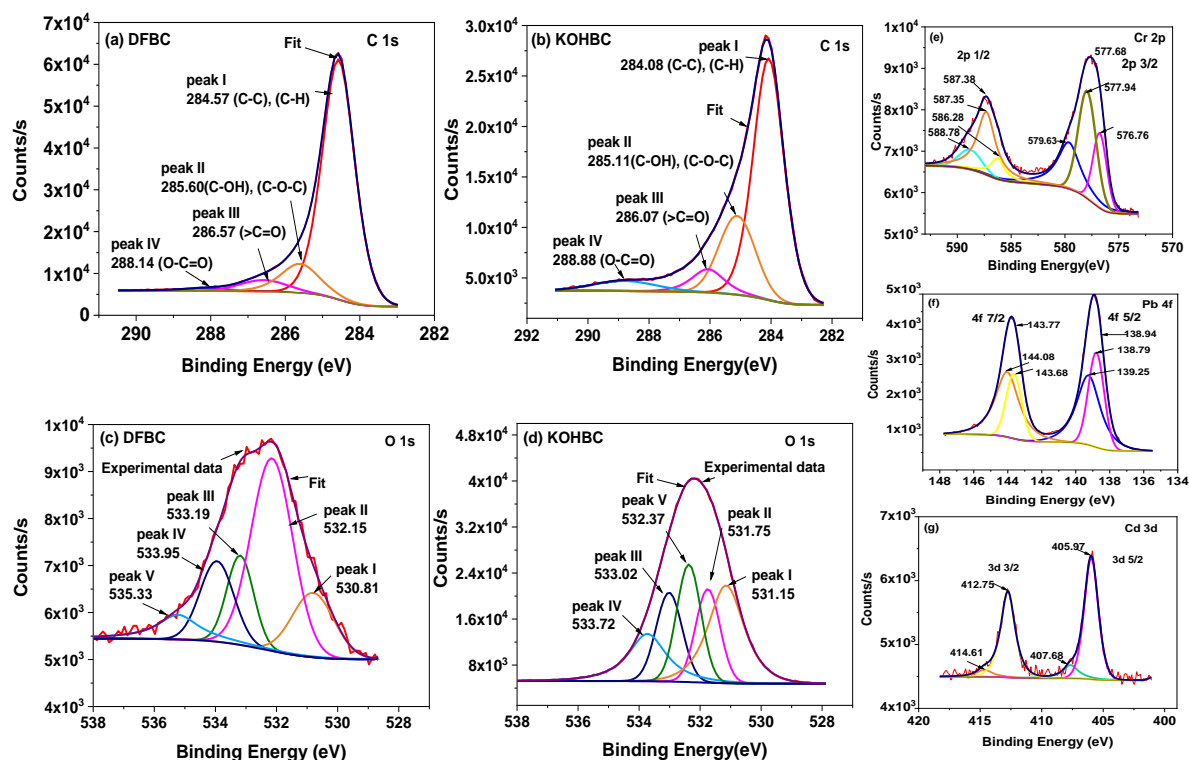 (a) DFBC
C 1s
Fit
peak I
284.57 (C-C), (C-H)
peak II
285.60(C-OH), (C-O-C)
peak III
286.57 (>C=O)
peak IV
288.14 (O-C=O)
7x10⁴
6x10⁴
5x10⁴
4x10⁴
3x10⁴
2x10⁴
1x10⁴
0
Counts/s
290
288
286
284
282
Binding Energy (eV)
(b) KOHBC
C 1s
peak I
284.08 (C-C), (C-H)
Fit
peak II
285.11(C-OH), (C-O-C)
peak III
286.07 (>C=O)
peak IV
288.88 (O-C=O)
3.0x10⁴
2.5x10⁴
2.0x10⁴
1.5x10⁴
1.0x10⁴
5.0x10³
0.0
Counts/s
292
290
288
286
284
282
Binding Energy (eV)
(c) DFBC
O 1s
Experimental data
Fit
peak III
533.19
peak II
532.15
peak IV
533.95
peak V
535.33
peak I
530.81
1x10⁴
9x10³
8x10³
7x10³
6x10³
5x10³
4x10³
Counts/s
538
536
534
532
530
528
Binding Energy (eV)
(d) KOHBC
O 1s
Experimental data
Fit
peak V
532.37
peak II
531.75
peak III
533.02
peak I
531.15
peak IV
533.72
4.8x10⁴
4.0x10⁴
3.2x10⁴
2.4x10⁴
1.6x10⁴
8x10³
0.0
Counts/s
538
536
534
532
530
528
Binding Energy(eV)
(e)
Cr 2p
2p 1/2
577.68
2p 3/2
587.38
577.94
587.35
586.28
588.78
579.63
576.76
1x10⁴
9x10³
8x10³
7x10³
6x10³
5x10³
Counts/s
590
585
580
575
570
Binding Energy(eV)
(f)
Pb 4f
4f 7/2
143.77
4f 5/2
138.94
138.79
144.08
143.68
139.25
5x10³
4x10³
3x10³
2x10³
1x10³
Counts/s
148
146
144
142
140
138
136
134
Binding Energy (eV)
(g)
Cd 3d
405.97
3d 3/2
3d 5/2
412.75
414.61
407.68
7x10³
6x10³
5x10³
4x10³
Counts/s
420
415
410
405
400
Binding Energy (eV)